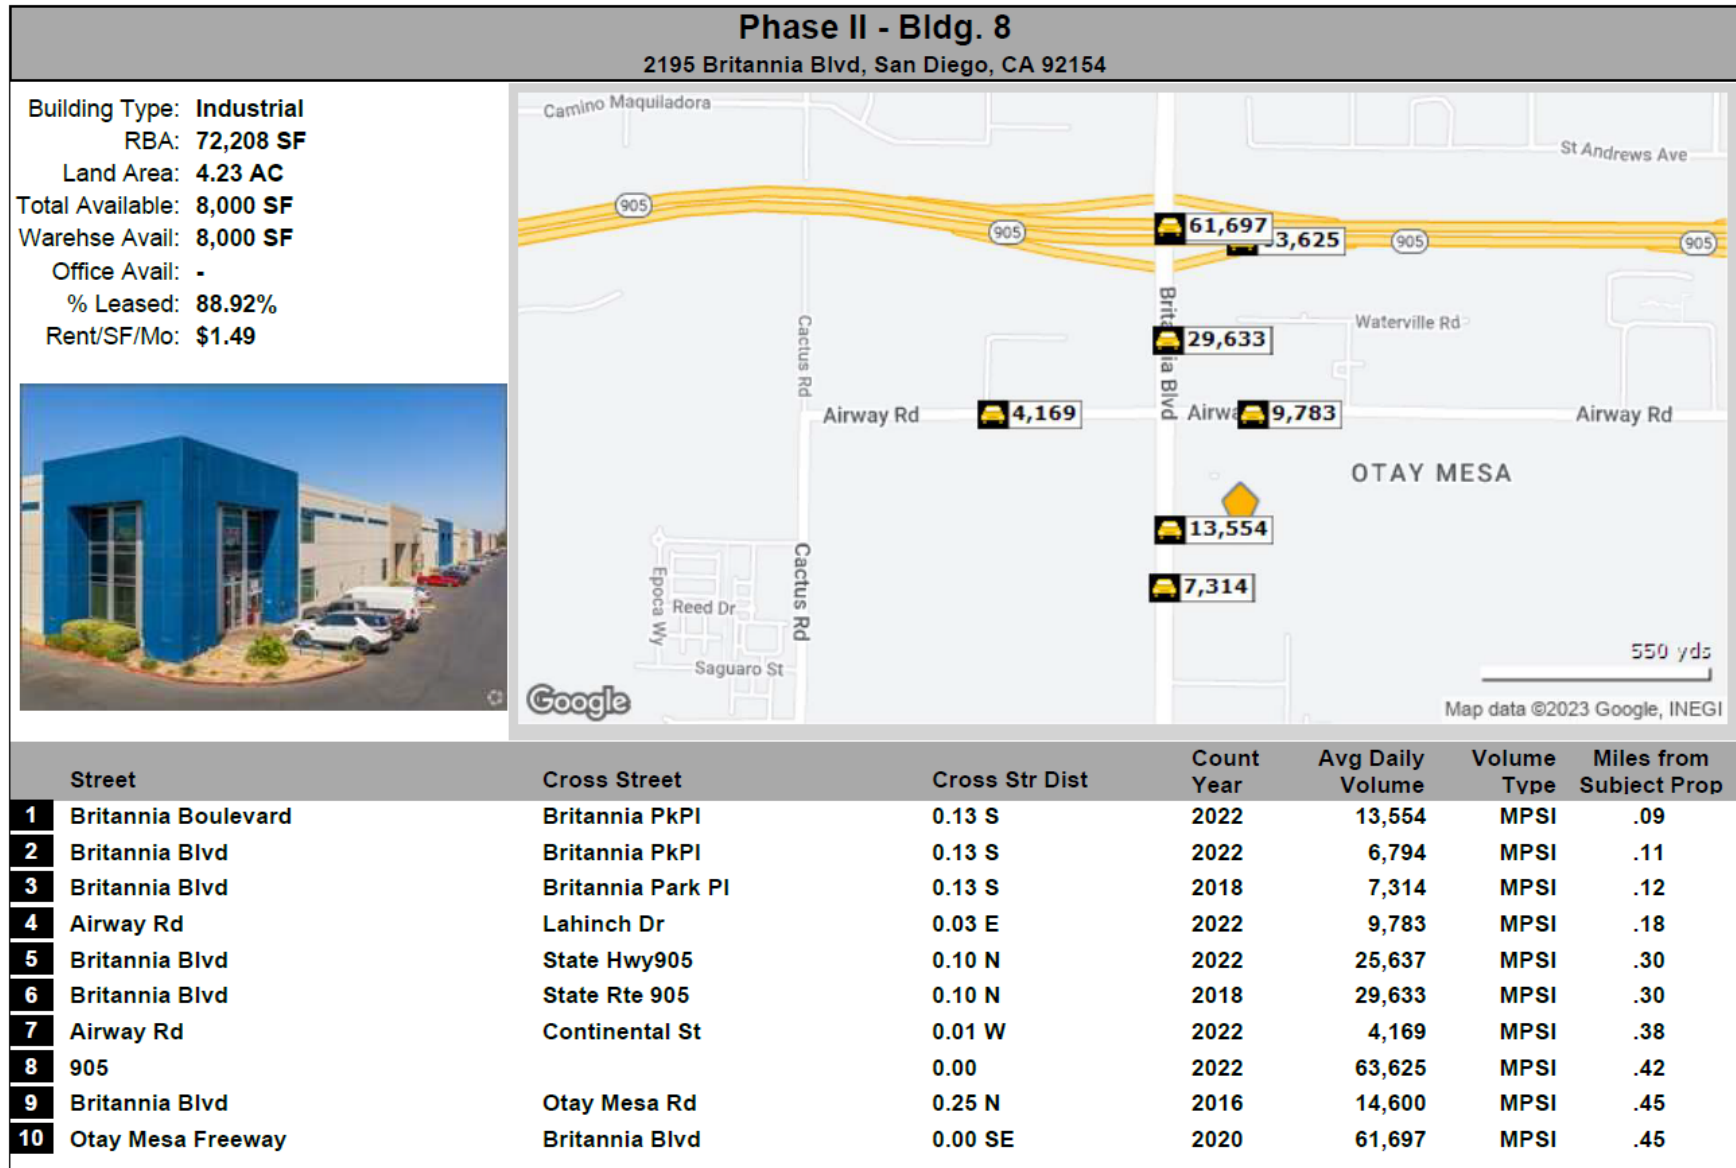 Phase II - Bldg. 8
2195 Britannia Blvd, San Diego, CA 92154
Building Type: Industrial
RBA: 72,208 SF
Land Area: 4.23 AC
Total Available: 8,000 SF
Warehse Avail: 8,000 SF
Office Avail: -
% Leased: 88.92%
Rent/SF/Mo: $1.49
Camino Maquiladora
St Andrews Ave
905
905
905
905
61,697
3,625
Britannia Blvd
Waterville Rd
29,633
Cactus Rd
Airway Rd
4,169
Airwa
9,783
Airway Rd
OTAY MESA
13,554
Cactus Rd
7,314
Epoca Wy
Reed Dr
Saguaro St
550 yds
Google
Map data ©2023 Google, INEGI
Street Cross Street Cross Str Dist Count Year Avg Daily Volume Volume Type Miles from Subject Prop
1 Britannia Boulevard Britannia PkPl 0.13 S 2022 13,554 MPSI .09
2 Britannia Blvd Britannia PkPl 0.13 S 2022 6,794 MPSI .11
3 Britannia Blvd Britannia Park Pl 0.13 S 2018 7,314 MPSI .12
4 Airway Rd Lahinch Dr 0.03 E 2022 9,783 MPSI .18
5 Britannia Blvd State Hwy905 0.10 N 2022 25,637 MPSI .30
6 Britannia Blvd State Rte 905 0.10 N 2018 29,633 MPSI .30
7 Airway Rd Continental St 0.01 W 2022 4,169 MPSI .38
8 905 0.00 2022 63,625 MPSI .42
9 Britannia Blvd Otay Mesa Rd 0.25 N 2016 14,600 MPSI .45
10 Otay Mesa Freeway Britannia Blvd 0.00 SE 2020 61,697 MPSI .45